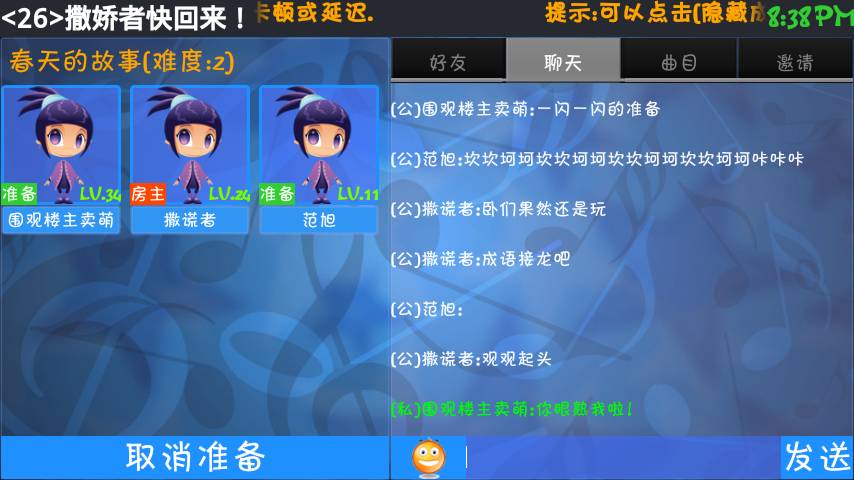 <26>撒娇者快回来！
卡顿或延迟.
提示:可以点击(隐藏
8:38PM
春天的故事(难度:2)
好友
聊天
曲目
邀请
准备
LV.34
房主
LV.24
准备
LV.11
围观楼主卖萌
撒谎者
范旭
(公)围观楼主卖萌:一闪一闪的准备
(公)范旭:坎坎坷坷坎坎坷坷坎坎坷坷坎坎坷坷咔咔咔
(公)撒谎者:卧们果然还是玩
(公)撒谎者:成语接龙吧
(公)范旭:
(公)撒谎者:观观起头
(私)围观楼主卖萌:你眼熟我啦！
取消准备
发送